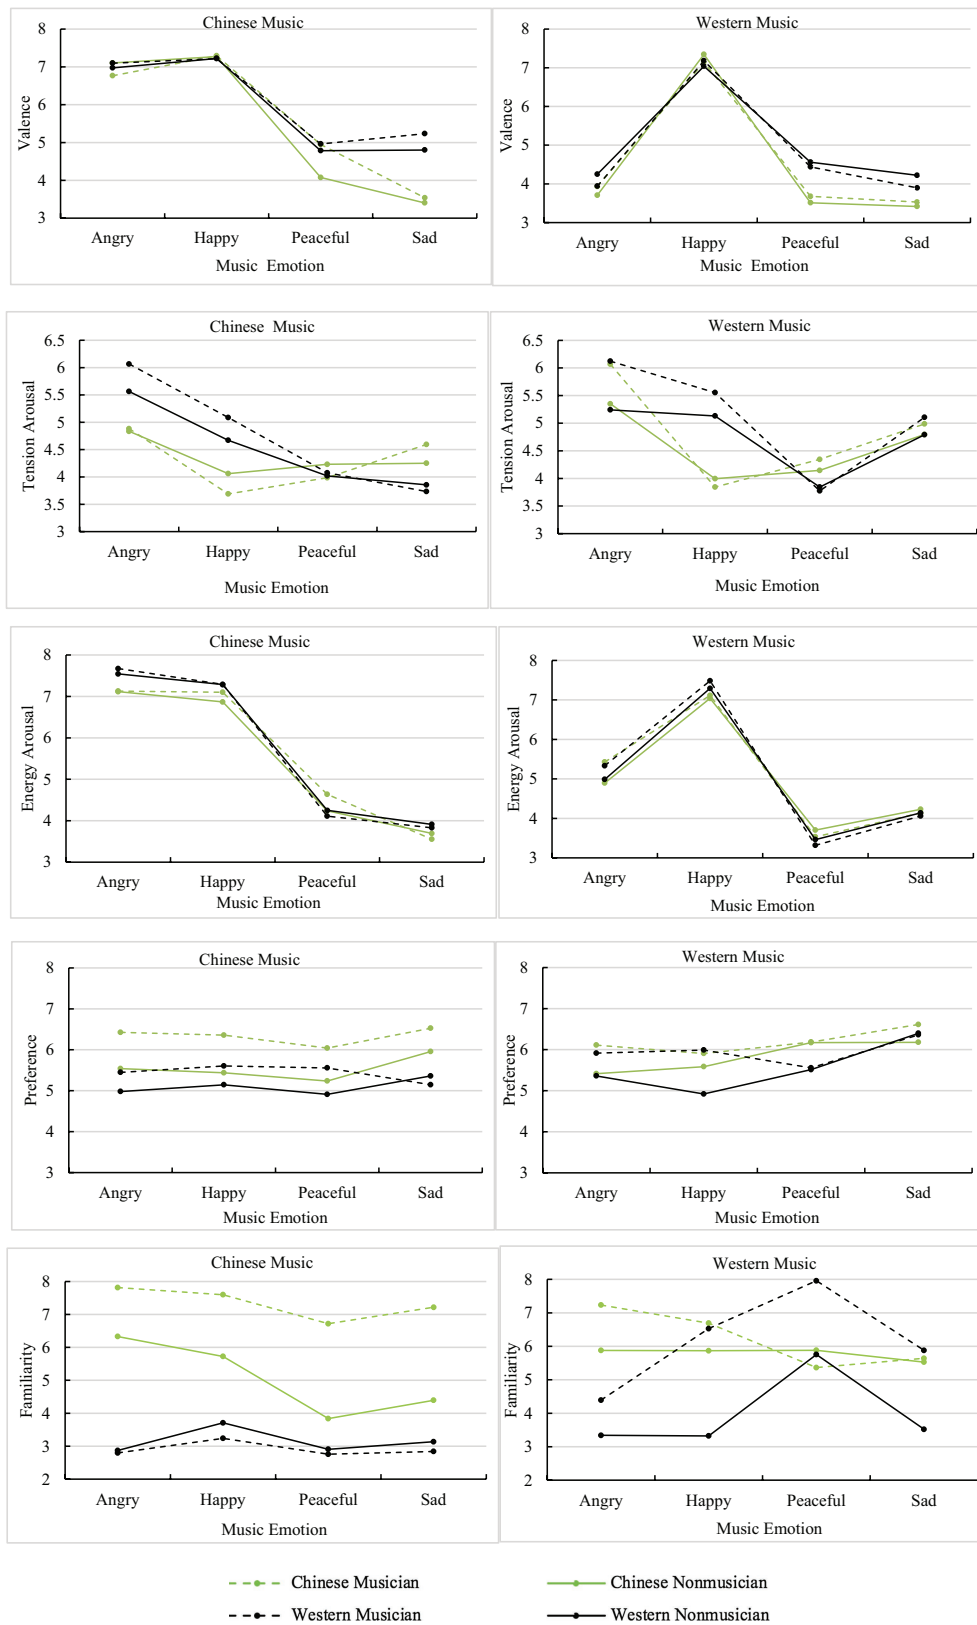 Chinese Music
8
7
6
5
4
3
Valence
Angry Happy Peaceful Sad
Music Emotion
Western Music
8
7
6
5
4
3
Valence
Angry Happy Peaceful Sad
Music Emotion
Chinese Music
6.5
6
5.5
5
4.5
4
3.5
3
Tension Arousal
Angry Happy Peaceful Sad
Music Emotion
Western Music
6.5
6
5.5
5
4.5
4
3.5
3
Tension Arousal
Angry Happy Peaceful Sad
Music Emotion
Chinese Music
8
7
6
5
4
3
Energy Arousal
Angry Happy Peaceful Sad
Music Emotion
Western Music
8
7
6
5
4
3
Energy Arousal
Angry Happy Peaceful Sad
Music Emotion
Chinese Music
8
7
6
5
4
3
Preference
Angry Happy Peaceful Sad
Music Emotion
Western Music
8
7
6
5
4
3
Preference
Angry Happy Peaceful Sad
Music Emotion
Chinese Music
8
7
6
5
4
3
2
Familiarity
Angry Happy Peaceful Sad
Music Emotion
Western Music
8
7
6
5
4
3
2
Familiarity
Angry Happy Peaceful Sad
Music Emotion
Chinese Musician Chinese Nonmusician
Western Musician Western Nonmusician